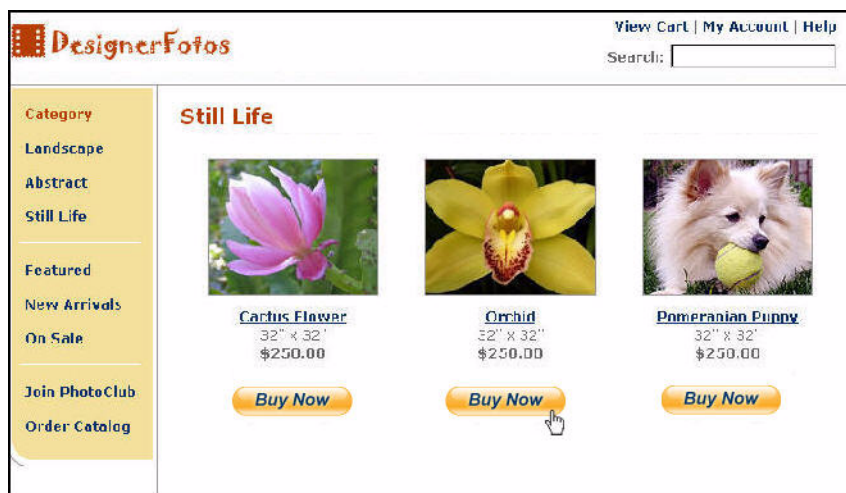 DesignerFotos
View Cart | My Account | Help
Search:
Category
Landscape
Abstract
Still Life
Featured
New Arrivals
On Sale
Join PhotoClub
Order Catalog
Still Life
Cactus Flower
32" x 32"
$250.00
Buy Now
Orchid
32" x 32"
$250.00
Buy Now
Pomeranian Puppy
32" x 32"
$250.00
Buy Now